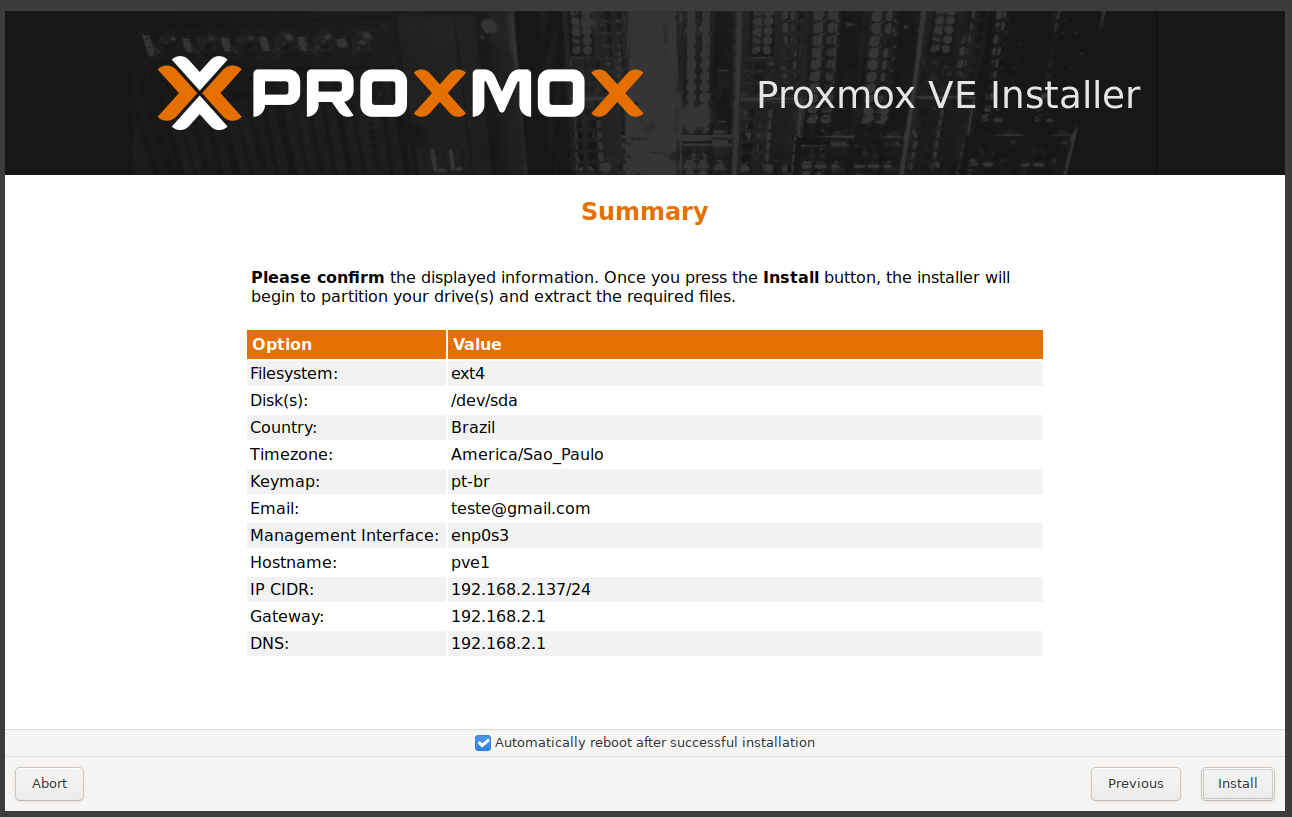 PROXMOX
Proxmox VE Installer
Summary
Please confirm the displayed information. Once you press the Install button, the installer will
begin to partition your drive(s) and extract the required files.
Option Value
Filesystem: ext4
Disk(s): /dev/sda
Country: Brazil
Timezone: America/Sao_Paulo
Keymap: pt-br
Email: teste@gmail.com
Management Interface: enp0s3
Hostname: pve1
IP CIDR: 192.168.2.137/24
Gateway: 192.168.2.1
DNS: 192.168.2.1
Automatically reboot after successful installation
Abort Previous Install